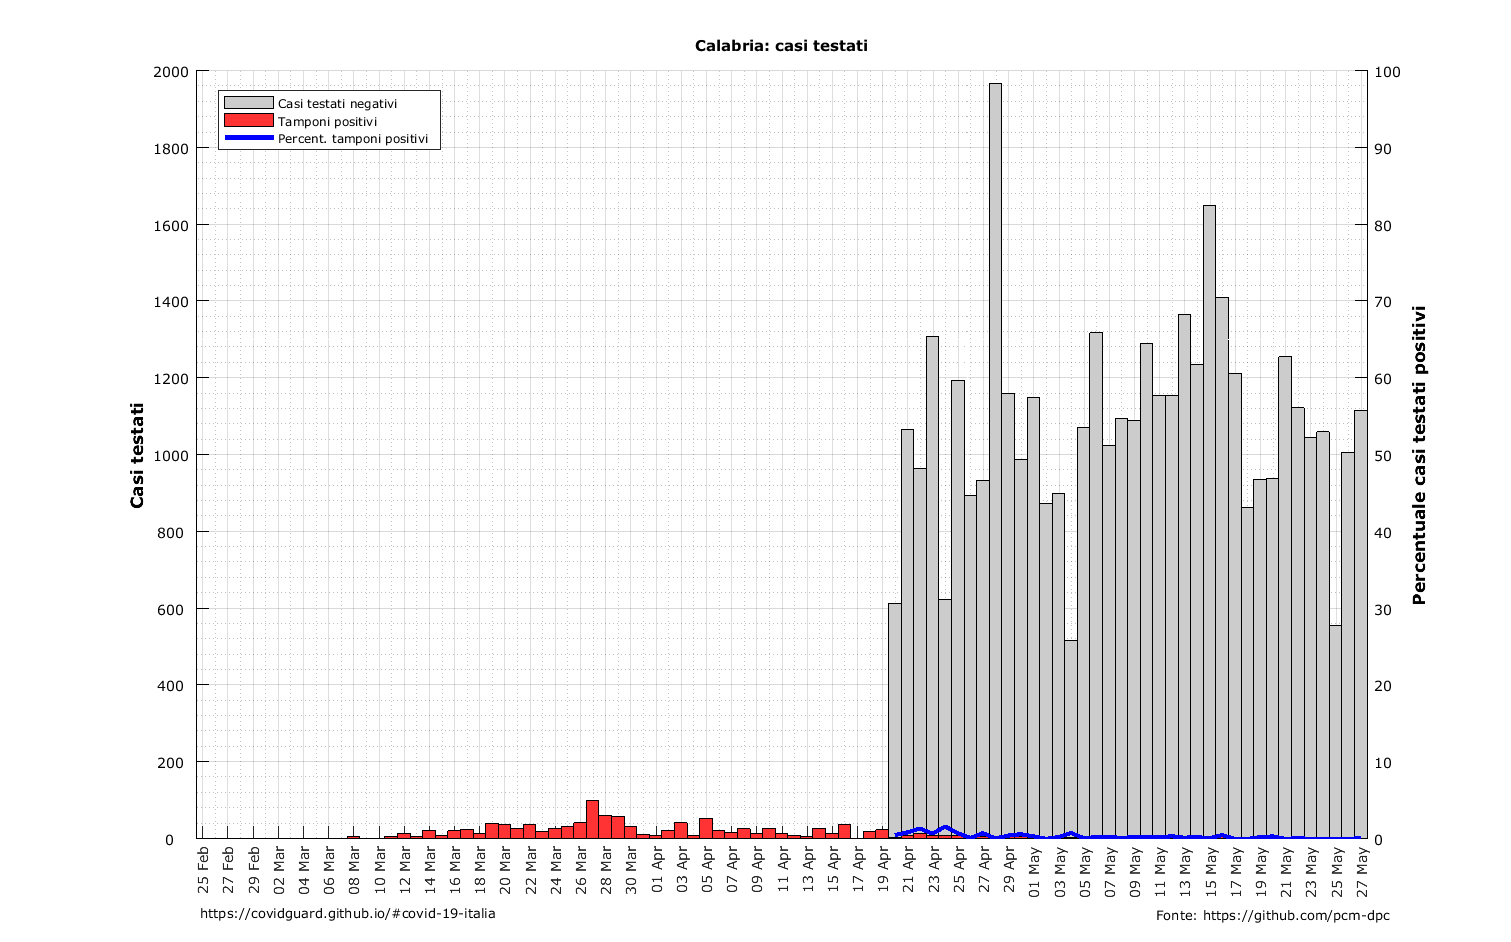 Calabria: casi testati
Casi testati negativi
Tamponi positivi
Percent. tamponi positivi
Casi testati
2000
1800
1600
1400
1200
1000
800
600
400
200
0
100
90
80
70
60
50
40
30
20
10
0
Percentuale casi testati positivi
25 Feb
27 Feb
29 Feb
02 Mar
04 Mar
06 Mar
08 Mar
10 Mar
12 Mar
14 Mar
16 Mar
18 Mar
20 Mar
22 Mar
24 Mar
26 Mar
28 Mar
30 Mar
01 Apr
03 Apr
05 Apr
07 Apr
09 Apr
11 Apr
13 Apr
15 Apr
17 Apr
19 Apr
21 Apr
23 Apr
25 Apr
27 Apr
29 Apr
01 May
03 May
05 May
07 May
09 May
11 May
13 May
15 May
17 May
19 May
21 May
23 May
25 May
27 May
https://covidguard.github.io/#covid-19-italia
Fonte: https://github.com/pcm-dpc